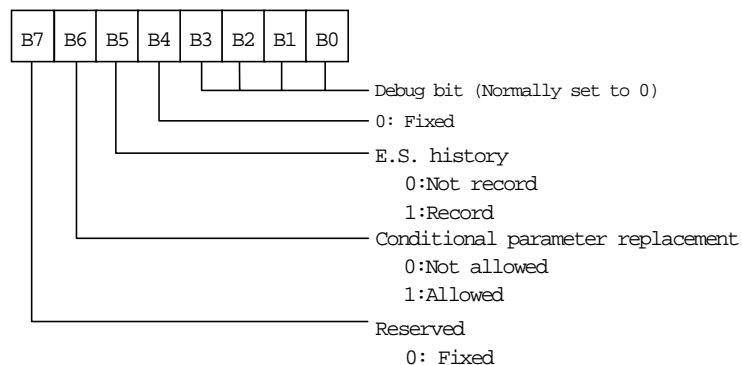 B7 B6 B5 B4 B3 B2 B1 B0
Debug bit (Normally set to 0)
0: Fixed
E.S. history
0:Not record
1:Record
Conditional parameter replacement
0:Not allowed
1:Allowed
Reserved
0: Fixed